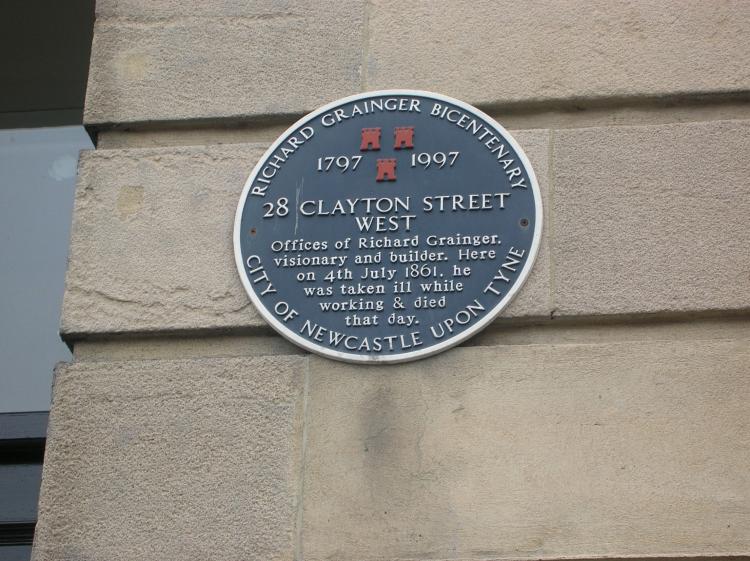 RICHARD GRAINGER BICENTENARY
1797 1997
28 CLAYTON STREET
WEST
Offices of Richard Grainger.
visionary and builder. Here
on 4th July 1861. he
was taken ill while
working & died
that day.
CITY OF NEWCASTLE UPON TYNE